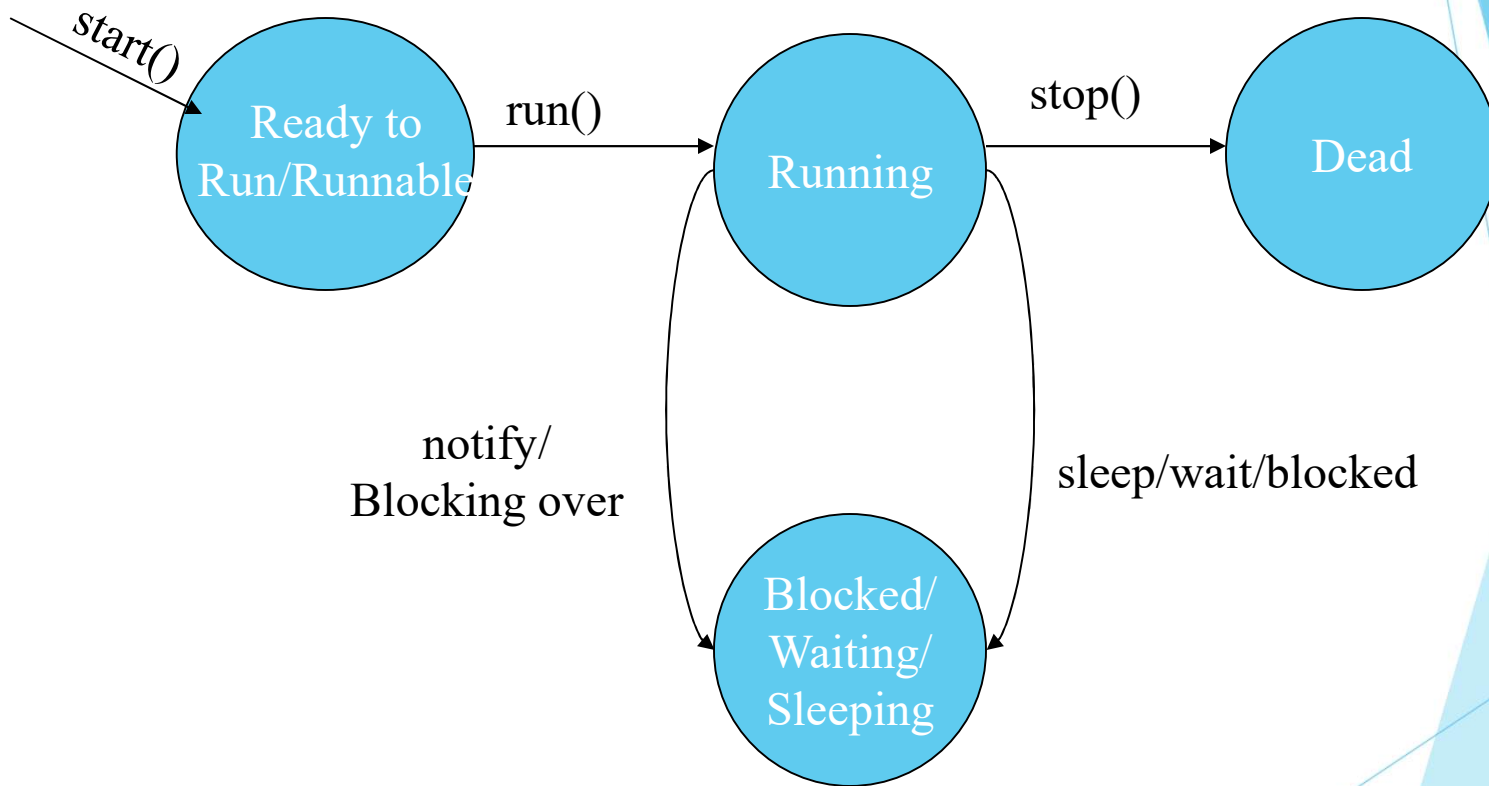 start()
Ready to
Run/Runnable
run()
Running
stop()
Dead
notify/
Blocking over
sleep/wait/blocked
Blocked/
Waiting/
Sleeping